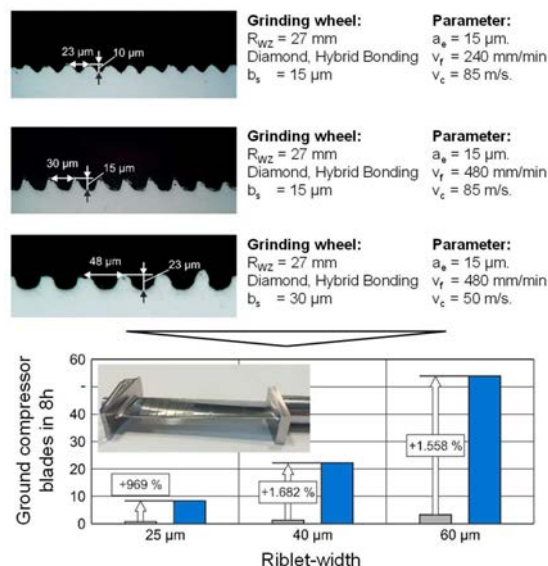 23 µm
10 µm
Grinding wheel:
R_WZ = 27 mm
Diamond, Hybrid Bonding
b_s = 15 µm
Parameter:
a_e = 15 µm.
v_f = 240 mm/min
v_c = 85 m/s.
30 µm
15 µm
Grinding wheel:
R_WZ = 27 mm
Diamond, Hybrid Bonding
b_s = 15 µm
Parameter:
a_e = 15 µm.
v_f = 480 mm/min
v_c = 85 m/s.
48 µm
23 µm
Grinding wheel:
R_WZ = 27 mm
Diamond, Hybrid Bonding
b_s = 30 µm
Parameter:
a_e = 15 µm.
v_f = 480 mm/min
v_c = 50 m/s.
Ground compressor
blades in 8h
60
-
40
30
20
10
0
+969 %
+1.682 %
+1.558 %
25 µm
40 µm
60 µm
Riblet-width